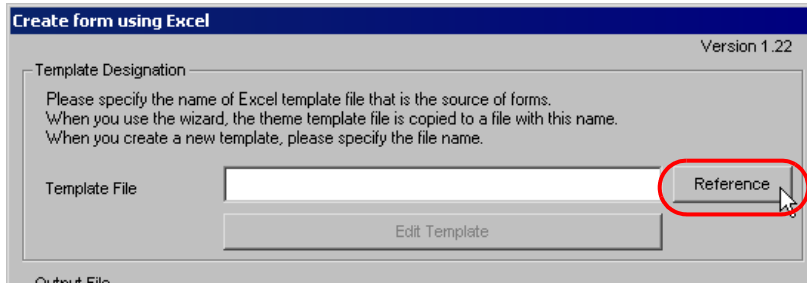 Create form using Excel
Version 1.22
Template Designation
Please specify the name of Excel template file that is the source of forms.
When you use the wizard, the theme template file is copied to a file with this name.
When you create a new template, please specify the file name.
Template File
Reference
Edit Template
Output File